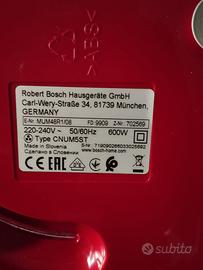 >ABS<
Robert Bosch Hausgeräte GmbH
Carl-Wery-Straße 34, 81739 München,
GERMANY
E-Nr. MUM48R1/08 FD 9909 Z-Nr. 702569
220-240V ~ 50/60Hz 600W
Type CNUM5ST
Made in Slovenia
www.bosch-home.com
subito